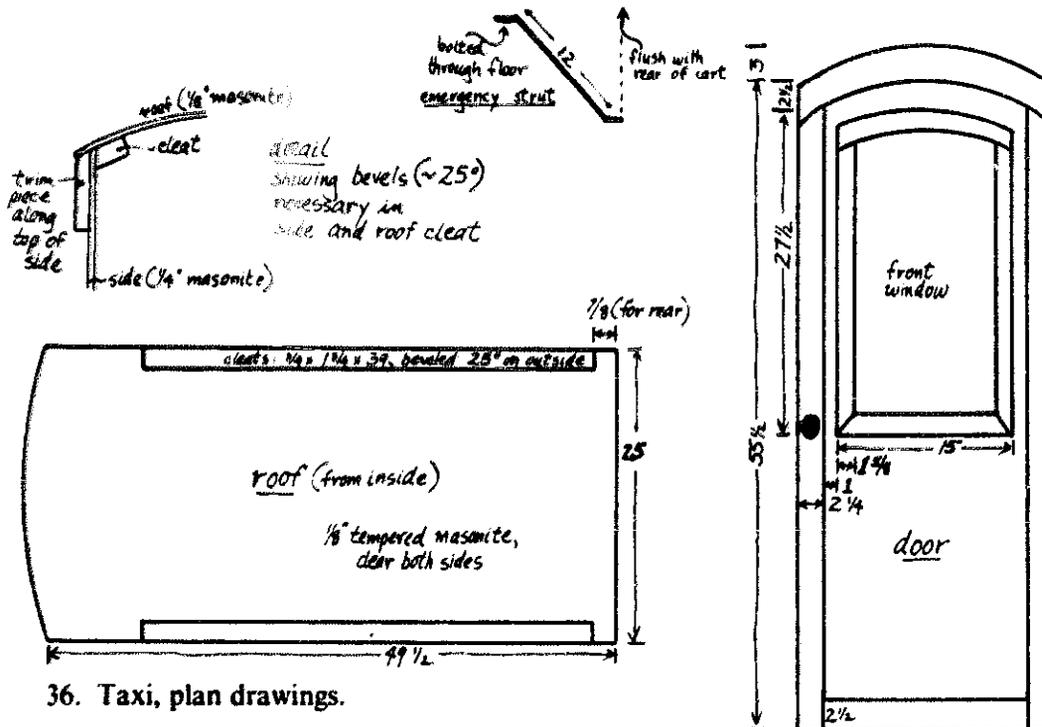 bolted
through floor
emergency strut
12
flush with
rear of cart
roof (1/8" masonite)
cleat
trim
piece
along
top of
side
side (1/4" masonite)
detail
showing bevels (~25°)
necessary in
side and roof cleat
7/8 (for rear)
cleats: 3/4 x 1 3/4 x 39, beveled 25° on outside
25
roof (from inside)
1/8" tempered masonite,
clear both sides
49 1/2
3
2 1/2
27 1/2
55 1/2
front
window
15
1 5/8
1
2 1/4
door
2 1/2
36. Taxi, plan drawings.